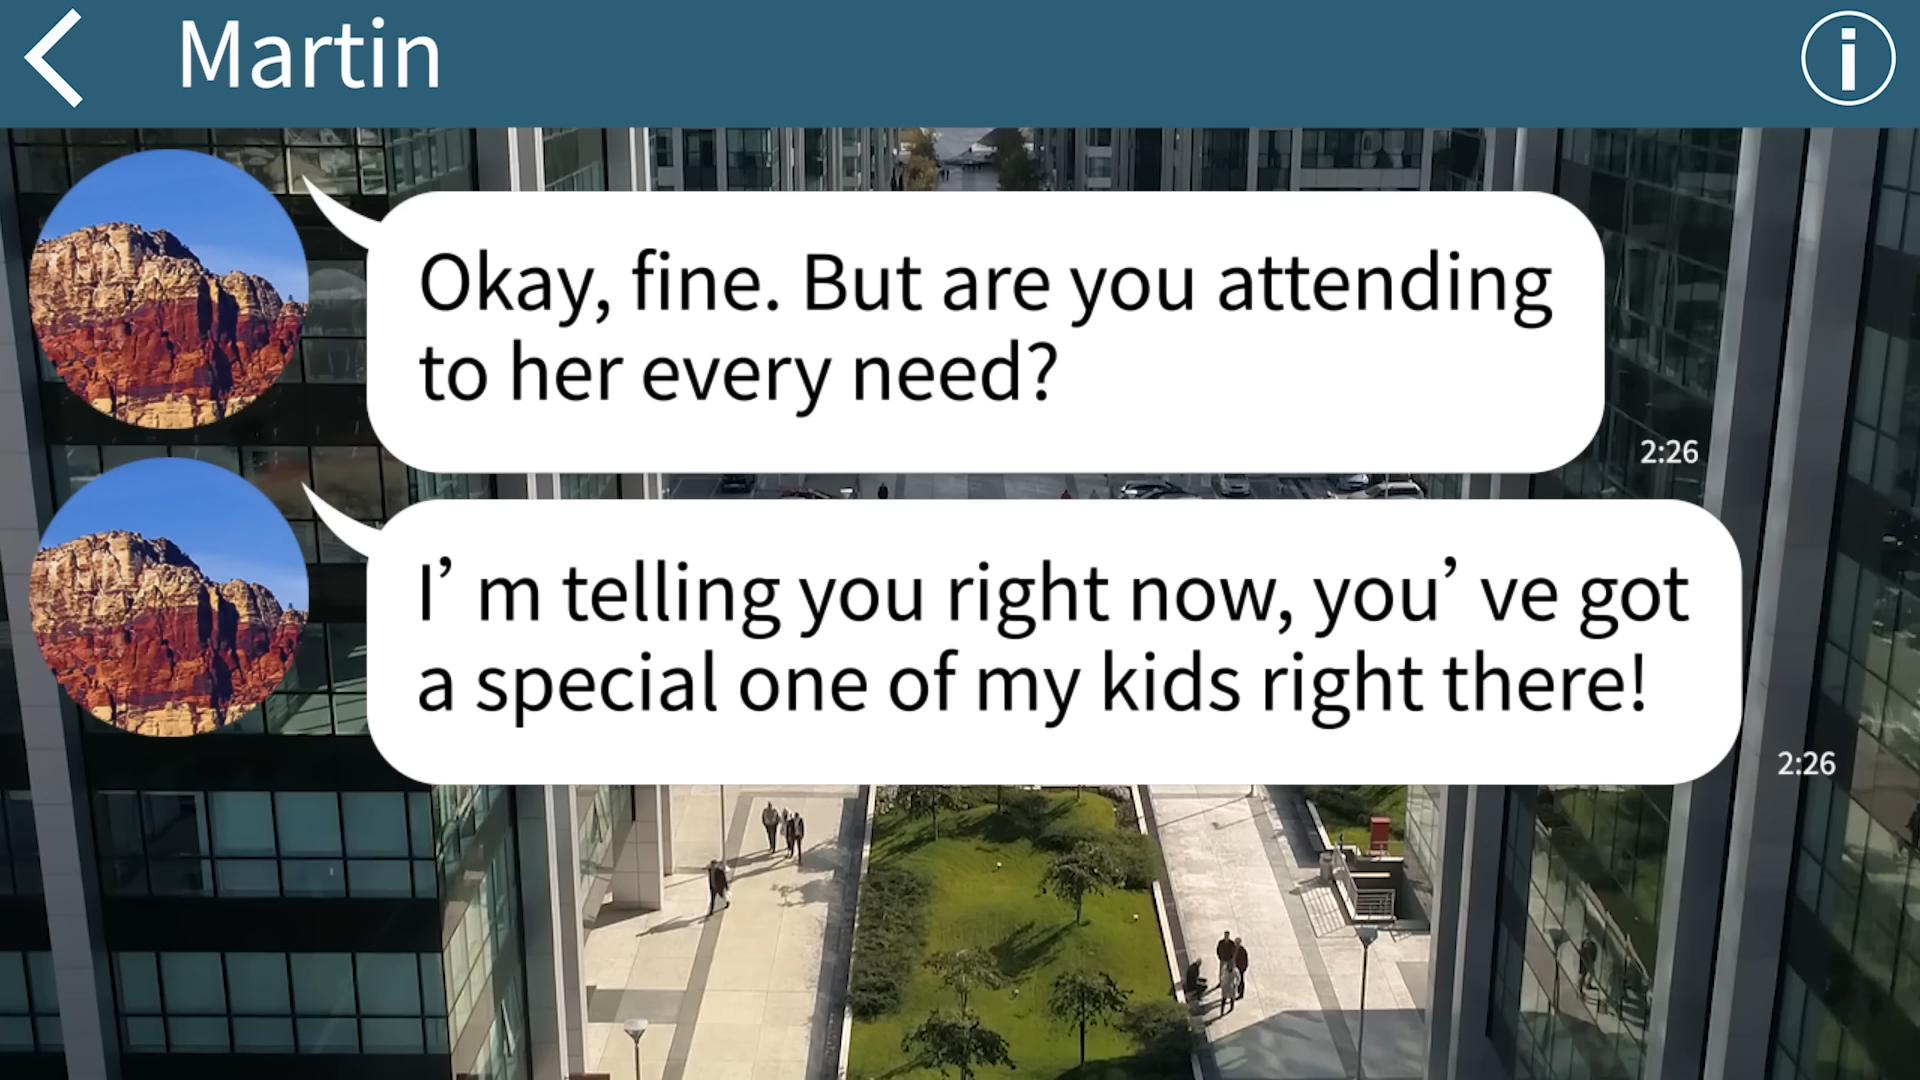 Martin
Okay, fine. But are you attending
to her every need?
2:26
I’m telling you right now, you’ve got
a special one of my kids right there!
2:26